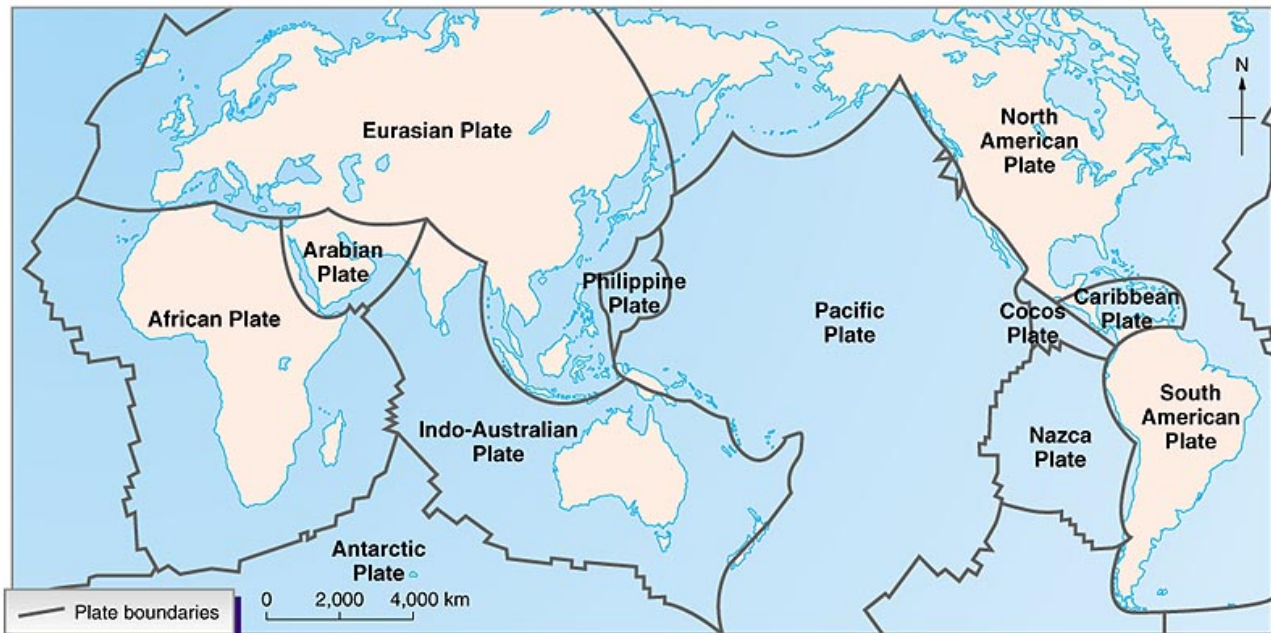 N
North
American
Plate
Eurasian Plate
Arabian
Plate
Philippine
Plate
African Plate
Pacific
Plate
Cocos
Plate
Caribbean
Plate
South
American
Plate
Indo-Australian
Plate
Nazca
Plate
Antarctic
Plate
Plate boundaries
0 2,000 4,000 km